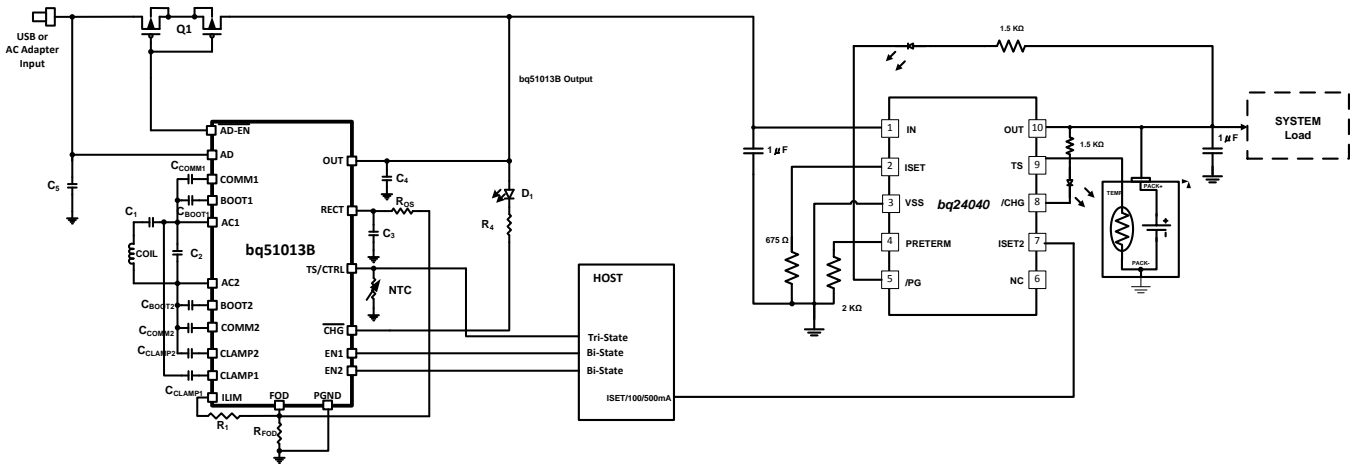 USB or
AC Adapter
Input
Q1
bq51013B Output
1.5 KΩ
AD-EN
AD
COMM1
BOOT1
AC1
AC2
BOOT2
COMM2
CLAMP2
CLAMP1
ILIM
FOD
PGND
OUT
RECT
TS/CTRL
CHG
EN1
EN2
bq51013B
C5
CCOMM1
CBOOT1
C1
COIL
C2
CBOOT2
CCOMM2
CCLAMP2
CCLAMP1
R1
RFOD
C4
ROS
C3
NTC
D1
R4
HOST
Tri-State
Bi-State
Bi-State
ISET/100/500mA
1 µF
675 Ω
2 KΩ
1 IN
2 ISET
3 VSS
4 PRETERM
5 /PG
bq24040
OUT 10
TS 9
/CHG 8
ISET2 7
NC 6
1.5 KΩ
TEMP
PACK+
+
PACK-
1 µF
SYSTEM
Load